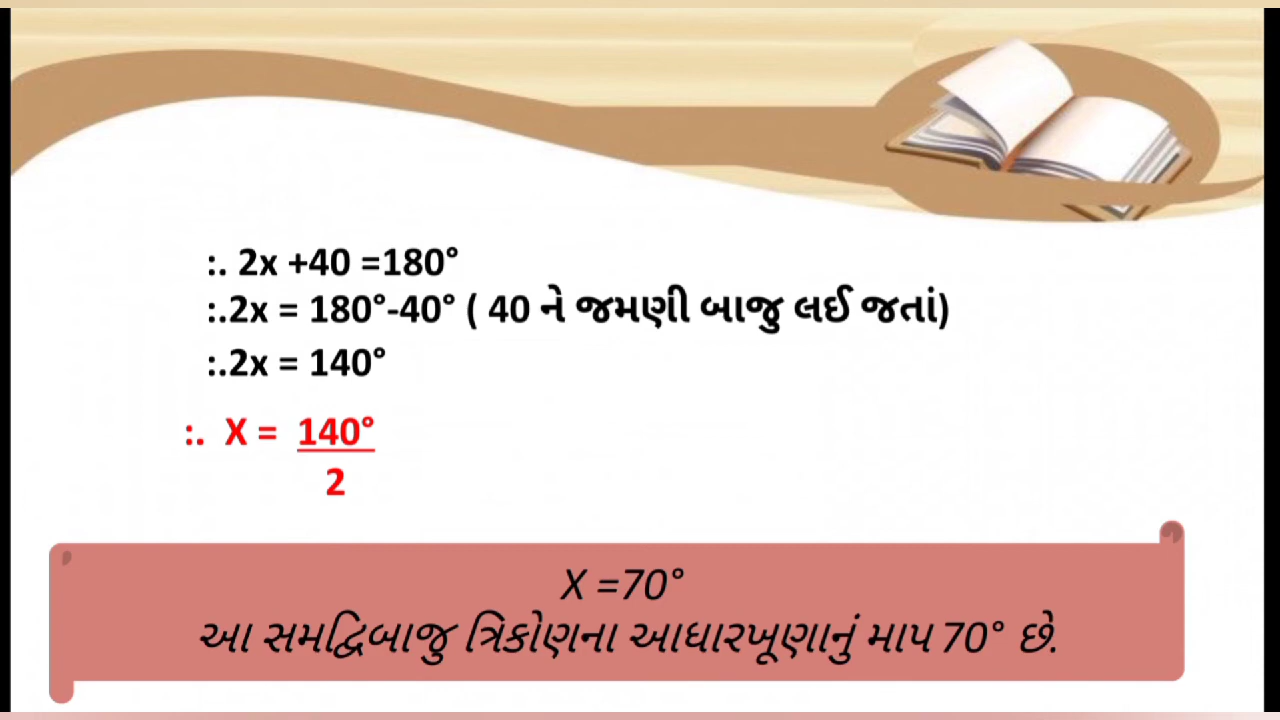 :. 2x +40 =180°
:.2x = 180°-40° ( 40 ને જમણી બાજુ લઈ જતાં)
:.2x = 140°
:. X = 140°
2
X =70°
આ સમદ્વિબાજુ ત્રિકોણના આધારખૂણાનું માપ 70° છે.